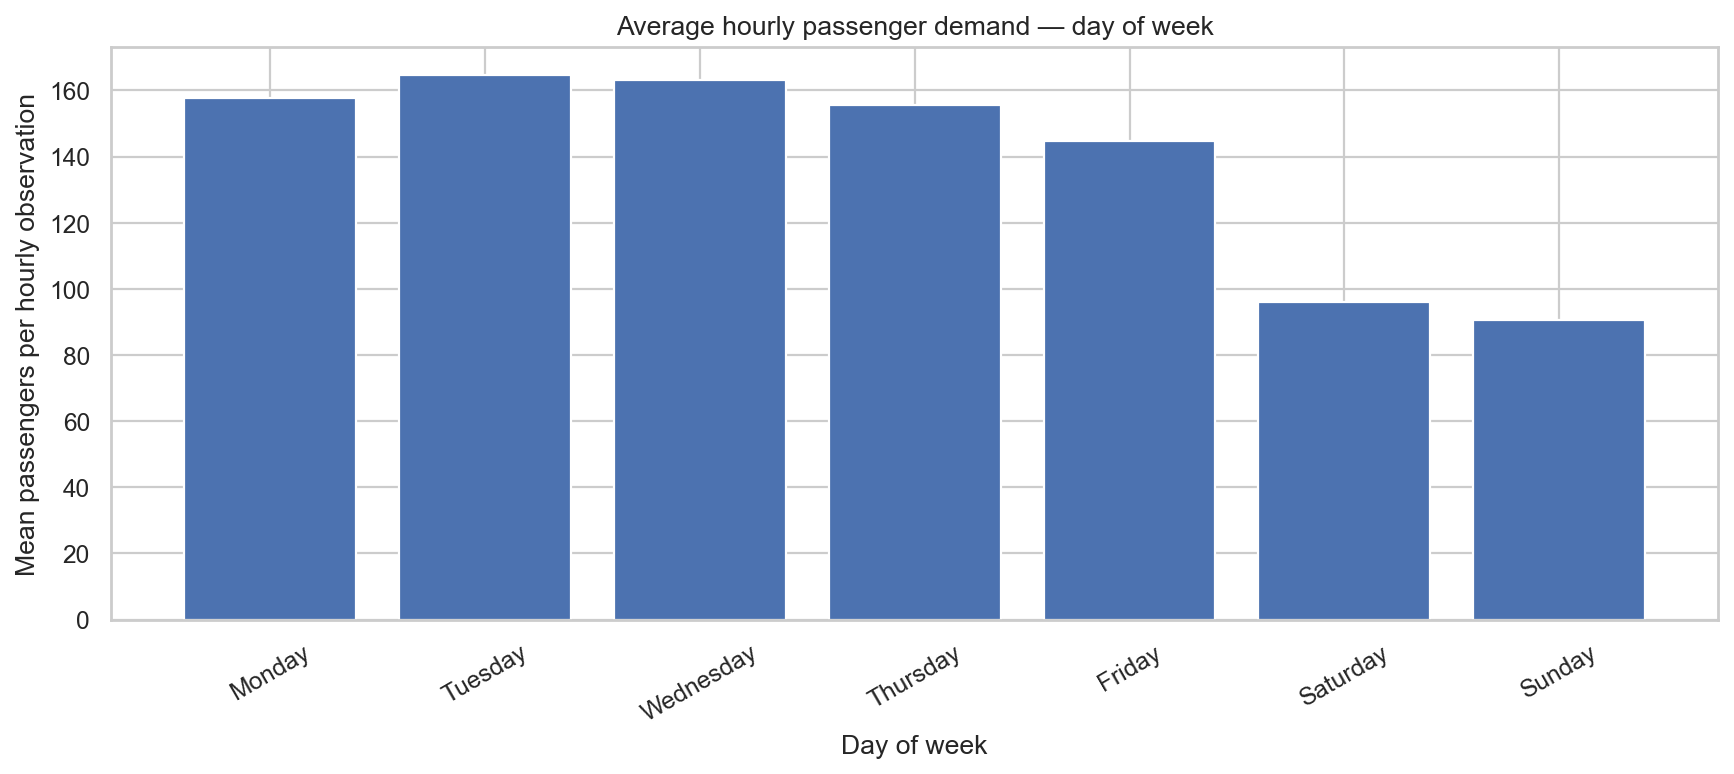 Average hourly passenger demand — day of week
Mean passengers per hourly observation
160
140
120
100
80
60
40
20
0
Monday
Tuesday
Wednesday
Thursday
Friday
Saturday
Sunday
Day of week